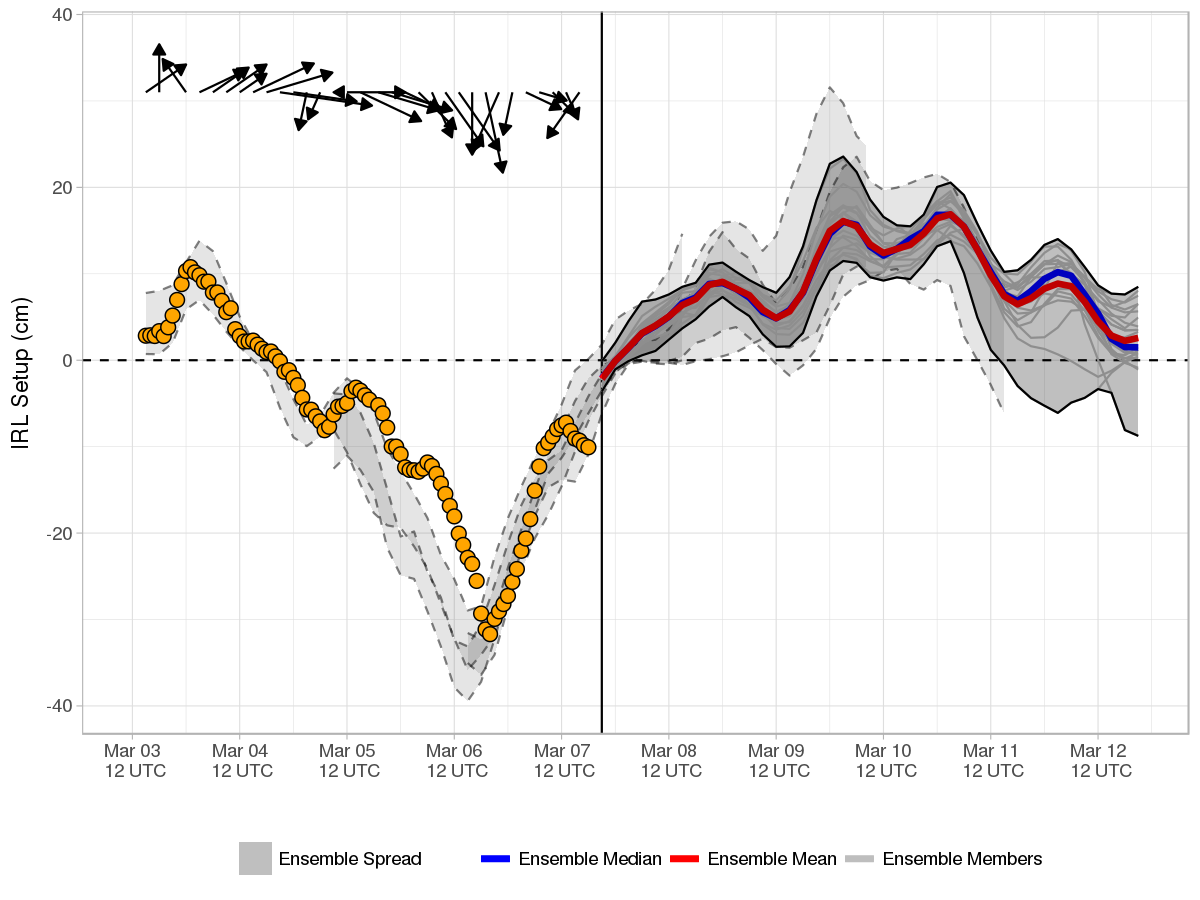 40
20
0
-20
-40
IRL Setup (cm)
Mar 03 Mar 04 Mar 05 Mar 06 Mar 07 Mar 08 Mar 09 Mar 10 Mar 11 Mar 12
12 UTC 12 UTC 12 UTC 12 UTC 12 UTC 12 UTC 12 UTC 12 UTC 12 UTC 12 UTC
Ensemble Spread Ensemble Median Ensemble Mean Ensemble Members